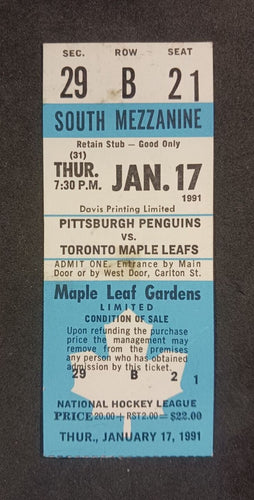 SEC. ROW SEAT
29 B 21
SOUTH MEZZANINE
Retain Stub — Good Only
(31)
THUR. JAN. 17
7:30 P.M.
1991
Davis Printing Limited
PITTSBURGH PENGUINS
VS.
TORONTO MAPLE LEAFS
ADMIT ONE. Entrance by Main
Door or by West Door, Carlton St.
Maple Leaf Gardens
LIMITED
CONDITION OF SALE
Upon refunding the purchase
price the management may
remove from the premises
any person who has obtained
admission by this ticket.
29 B 2 1
NATIONAL HOCKEY LEAGUE
PRICE 20.00 + RST 2.00 = $22.00
THUR., JANUARY 17, 1991